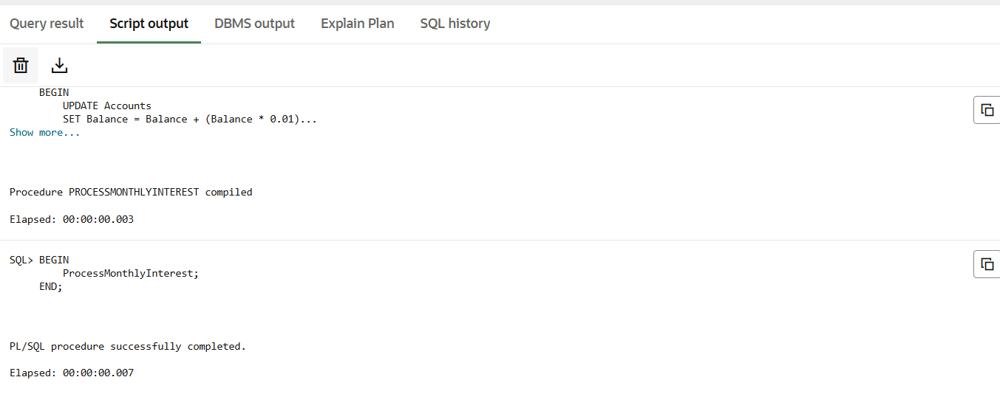 Query result Script output DBMS output Explain Plan SQL history
BEGIN
UPDATE Accounts
SET Balance = Balance + (Balance * 0.01)...
Show more...
Procedure PROCESSMONTHLYINTEREST compiled
Elapsed: 00:00:00.003
SQL> BEGIN
ProcessMonthlyInterest;
END;
PL/SQL procedure successfully completed.
Elapsed: 00:00:00.007